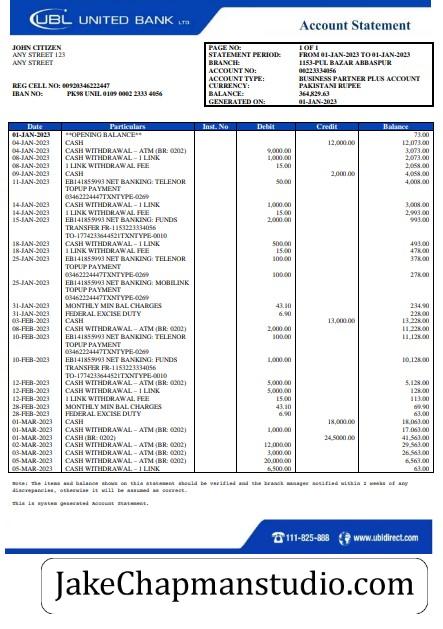 UBL UNITED BANK LTD.
Account Statement
JOHN CITIZEN
ANY STREET 123
ANY STREET
REG CELL NO: 00920346222447
IBAN NO: PK98 UNIL 0109 0002 2333 4056
PAGE NO: 1 OF 1
STATEMENT PERIOD: FROM 01-JAN-2023 TO 01-JAN-2023
BRANCH: 1153-PUL BAZAR ABBASPUR
ACCOUNT NO: 00223334056
ACCOUNT TYPE: BUSINESS PARTNER PLUS ACCOUNT
CURRENCY: PAKISTANI RUPEE
BALANCE: 364,829.63
GENERATED ON: 01-JAN-2023
Date Particulars Inst. No Debit Credit Balance
01-JAN-2023 **OPENING BALANCE** 73.00
04-JAN-2023 CASH 12,000.00 12,073.00
04-JAN-2023 CASH WITHDRAWAL – ATM (BR: 0202) 9,000.00 3,073.00
08-JAN-2023 CASH WITHDRAWAL – 1 LINK 1,000.00 2,073.00
08-JAN-2023 1 LINK WITHDRAWAL FEE 15.00 2,058.00
09-JAN-2023 CASH 2,000.00 4,058.00
11-JAN-2023 EB141855993 NET BANKING: TELENOR 50.00 4,008.00
TOPUP PAYMENT
03462224447TXNTYPE-0269
14-JAN-2023 CASH WITHDRAWAL – 1 LINK 1,000.00 3,008.00
14-JAN-2023 1 LINK WITHDRAWAL FEE 15.00 2,993.00
15-JAN-2023 EB141855993 NET BANKING: FUNDS 2,000.00 993.00
TRANSFER FR-1153223334056
TO-1774233644521TXNTYPE-0010
18-JAN-2023 CASH WITHDRAWAL – 1 LINK 500.00 493.00
18-JAN-2023 1 LINK WITHDRAWAL FEE 15.00 478.00
25-JAN-2023 EB141855993 NET BANKING: TELENOR 100.00 378.00
TOPUP PAYMENT
03462224447TXNTYPE-0269 100.00 278.00
25-JAN-2023 EB141855993 NET BANKING: MOBILINK
TOPUP PAYMENT
03462224447TXNTYPE-0269
31-JAN-2023 MONTHLY MIN BAL CHARGES 43.10 234.90
31-JAN-2023 FEDERAL EXCISE DUTY 6.90 228.00
03-FEB-2023 CASH 13,000.00 13,228.00
08-FEB-2023 CASH WITHDRAWAL – ATM (BR: 0202) 2,000.00 11,228.00
10-FEB-2023 EB141855993 NET BANKING: TELENOR 100.00 11,128.00
TOPUP PAYMENT
03462224447TXNTYPE-0269
10-FEB-2023 EB141855993 NET BANKING: FUNDS 1,000.00 10,128.00
TRANSFER FR-1153223334056
TO-1774233644521TXNTYPE-0010
12-FEB-2023 CASH WITHDRAWAL – ATM (BR: 0202) 5,000.00 5,128.00
12-FEB-2023 CASH WITHDRAWAL – 1 LINK 5,000.00 128.00
12-FEB-2023 1 LINK WITHDRAWAL FEE 15.00 113.00
28-FEB-2023 MONTHLY MIN BAL CHARGES 43.10 69.90
28-FEB-2023 FEDERAL EXCISE DUTY 6.90 63.00
01-MAR-2023 CASH 18,000.00 18,063.00
01-MAR-2023 CASH WITHDRAWAL – ATM (BR: 0202) 1,000.00 17.063.00
01-MAR-2023 CASH (BR: 0202) 24,5000.00 41,563.00
02-MAR-2023 CASH WITHDRAWAL – ATM (BR: 0202) 12,000.00 29,563.00
03-MAR-2023 CASH WITHDRAWAL – ATM (BR: 0202) 3,000.00 26,563.00
05-MAR-2023 CASH WITHDRAWAL – ATM (BR: 0202) 20,000.00 6,563.00
05-MAR-2023 CASH WITHDRAWAL – 1 LINK 6,500.00 63.00
Note: The items and balance shown on this statement should be verified and the branch manager notified within 2 weeks of any
discrepancies, otherwise it will be assumed as correct.
This is system generated Account Statement.
111-825-888 www.ubldirect.com
JakeChapmanstudio.com